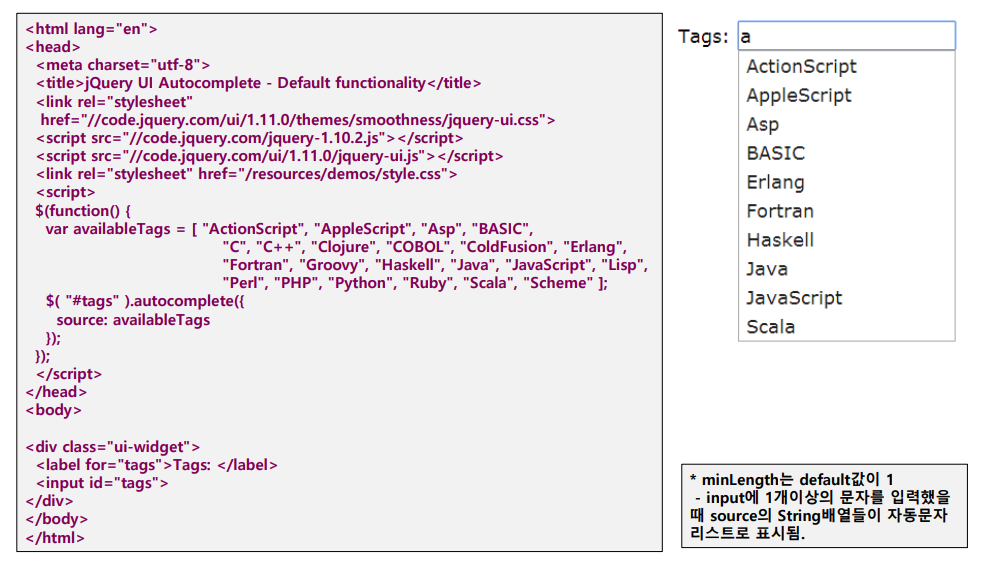 <html lang="en">
<head>
<meta charset="utf-8">
<title>jQuery UI Autocomplete - Default functionality</title>
<link rel="stylesheet"
href="//code.jquery.com/ui/1.11.0/themes/smoothness/jquery-ui.css">
<script src="//code.jquery.com/jquery-1.10.2.js"></script>
<script src="//code.jquery.com/ui/1.11.0/jquery-ui.js"></script>
<link rel="stylesheet" href="/resources/demos/style.css">
<script>
$(function() {
var availableTags = [ "ActionScript", "AppleScript", "Asp", "BASIC",
"C", "C++", "Clojure", "COBOL", "ColdFusion", "Erlang",
"Fortran", "Groovy", "Haskell", "Java", "JavaScript", "Lisp",
"Perl", "PHP", "Python", "Ruby", "Scala", "Scheme" ];
$( "#tags" ).autocomplete({
source: availableTags
});
});
</script>
</head>
<body>
<div class="ui-widget">
<label for="tags">Tags: </label>
<input id="tags">
</div>
</body>
</html>
Tags: a
ActionScript
AppleScript
Asp
BASIC
Erlang
Fortran
Haskell
Java
JavaScript
Scala
* minLength는 default값이 1
- input에 1개이상의 문자를 입력했을
때 source의 String배열들이 자동문자
리스트로 표시됨.